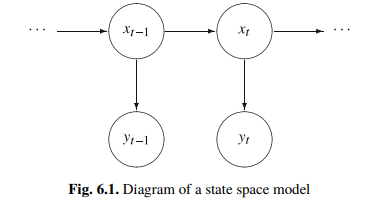 ... x_{t-1} x_t ...
y_{t-1} y_t
Fig. 6.1. Diagram of a state space model